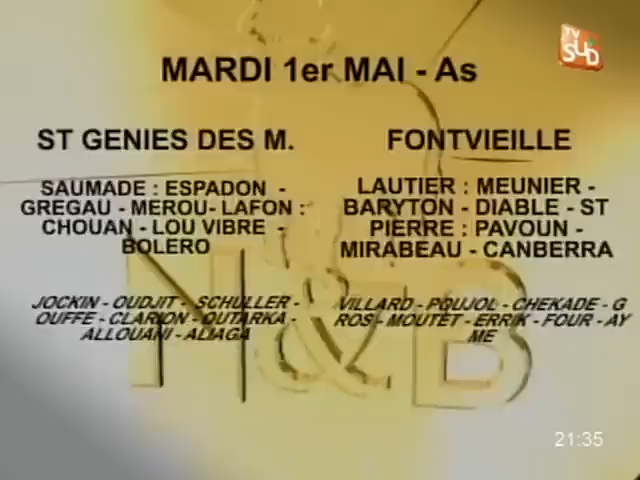 TV
SUD
MARDI 1er MAI - As
ST GENIES DES M.
SAUMADE : ESPADON -
GREGAU - MEROU- LAFON :
CHOUAN - LOU VIBRE -
BOLERO
JOCKIN - OUDJIT - SCHULLER -
OUFFE - CLARION - OUTARKA -
ALLOUANI - ALIAGA
FONTVIEILLE
LAUTIER : MEUNIER -
BARYTON - DIABLE - ST
PIERRE : PAVOUN -
MIRABEAU - CANBERRA
VILLARD - POUJOL - CHEKADE - G
ROS - MOUTET - ERRIK - FOUR - AY
ME
N&B
21:35